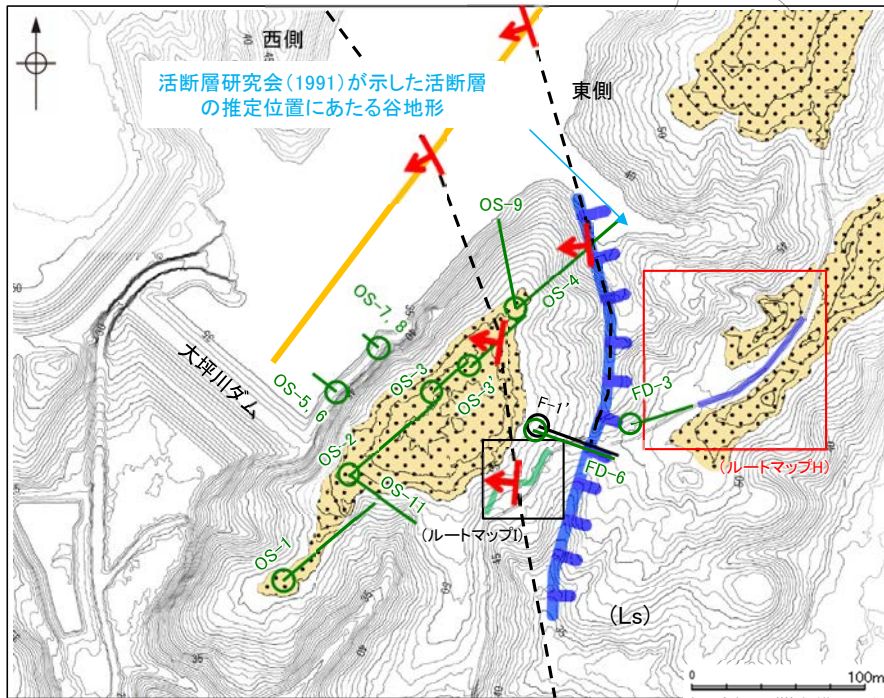 西側
活断層研究会(1991)が示した活断層
の推定位置にあたる谷地形
東側
OS-9
OS-4
OS-7, 8
OS-5, 6
大坪川ダム
OS-3
OS-3'
FD-3
F-1'
OS-2
FD-6
(ルートマップH)
OS-11
(ルートマップI)
OS-1
(Ls)
0
100m